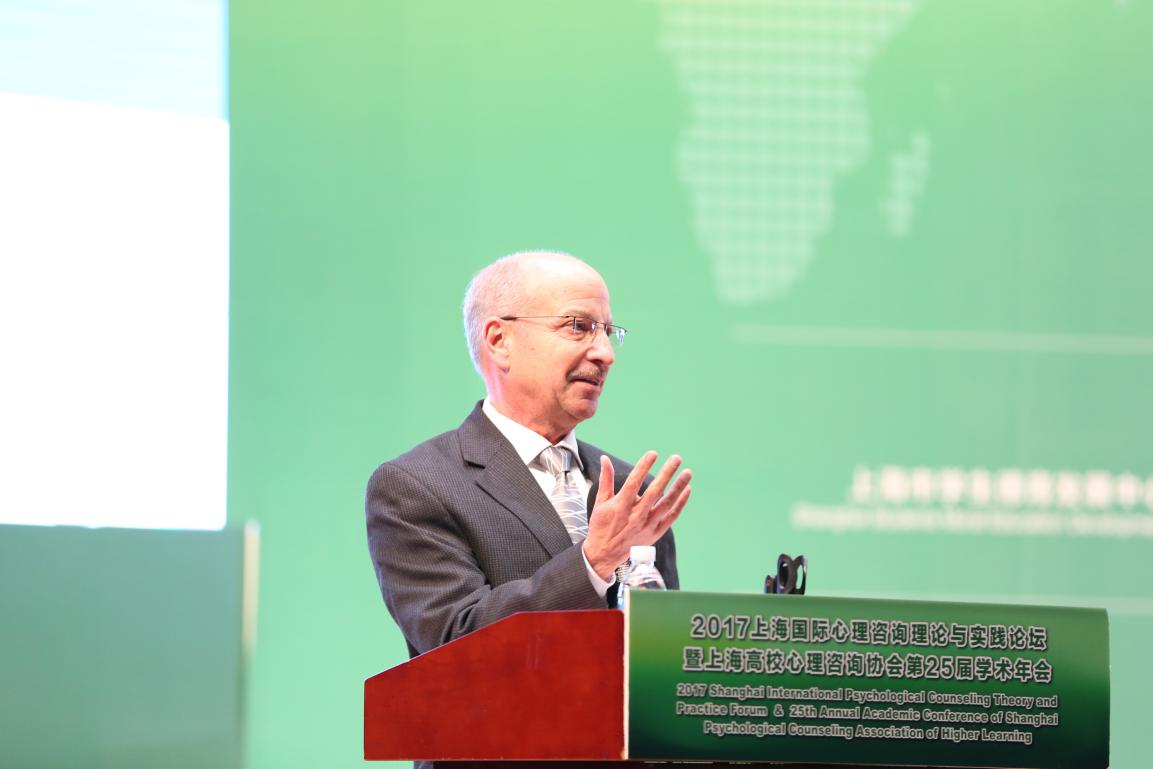 2017上海国际心理咨询理论与实践论坛
暨上海高校心理咨询协会第25届学术年会
2017 Shanghai International Psychological Counseling Theory and
Practice Forum & 25th Annual Academic Conference of Shanghai
Psychological Counseling Association of Higher Learning